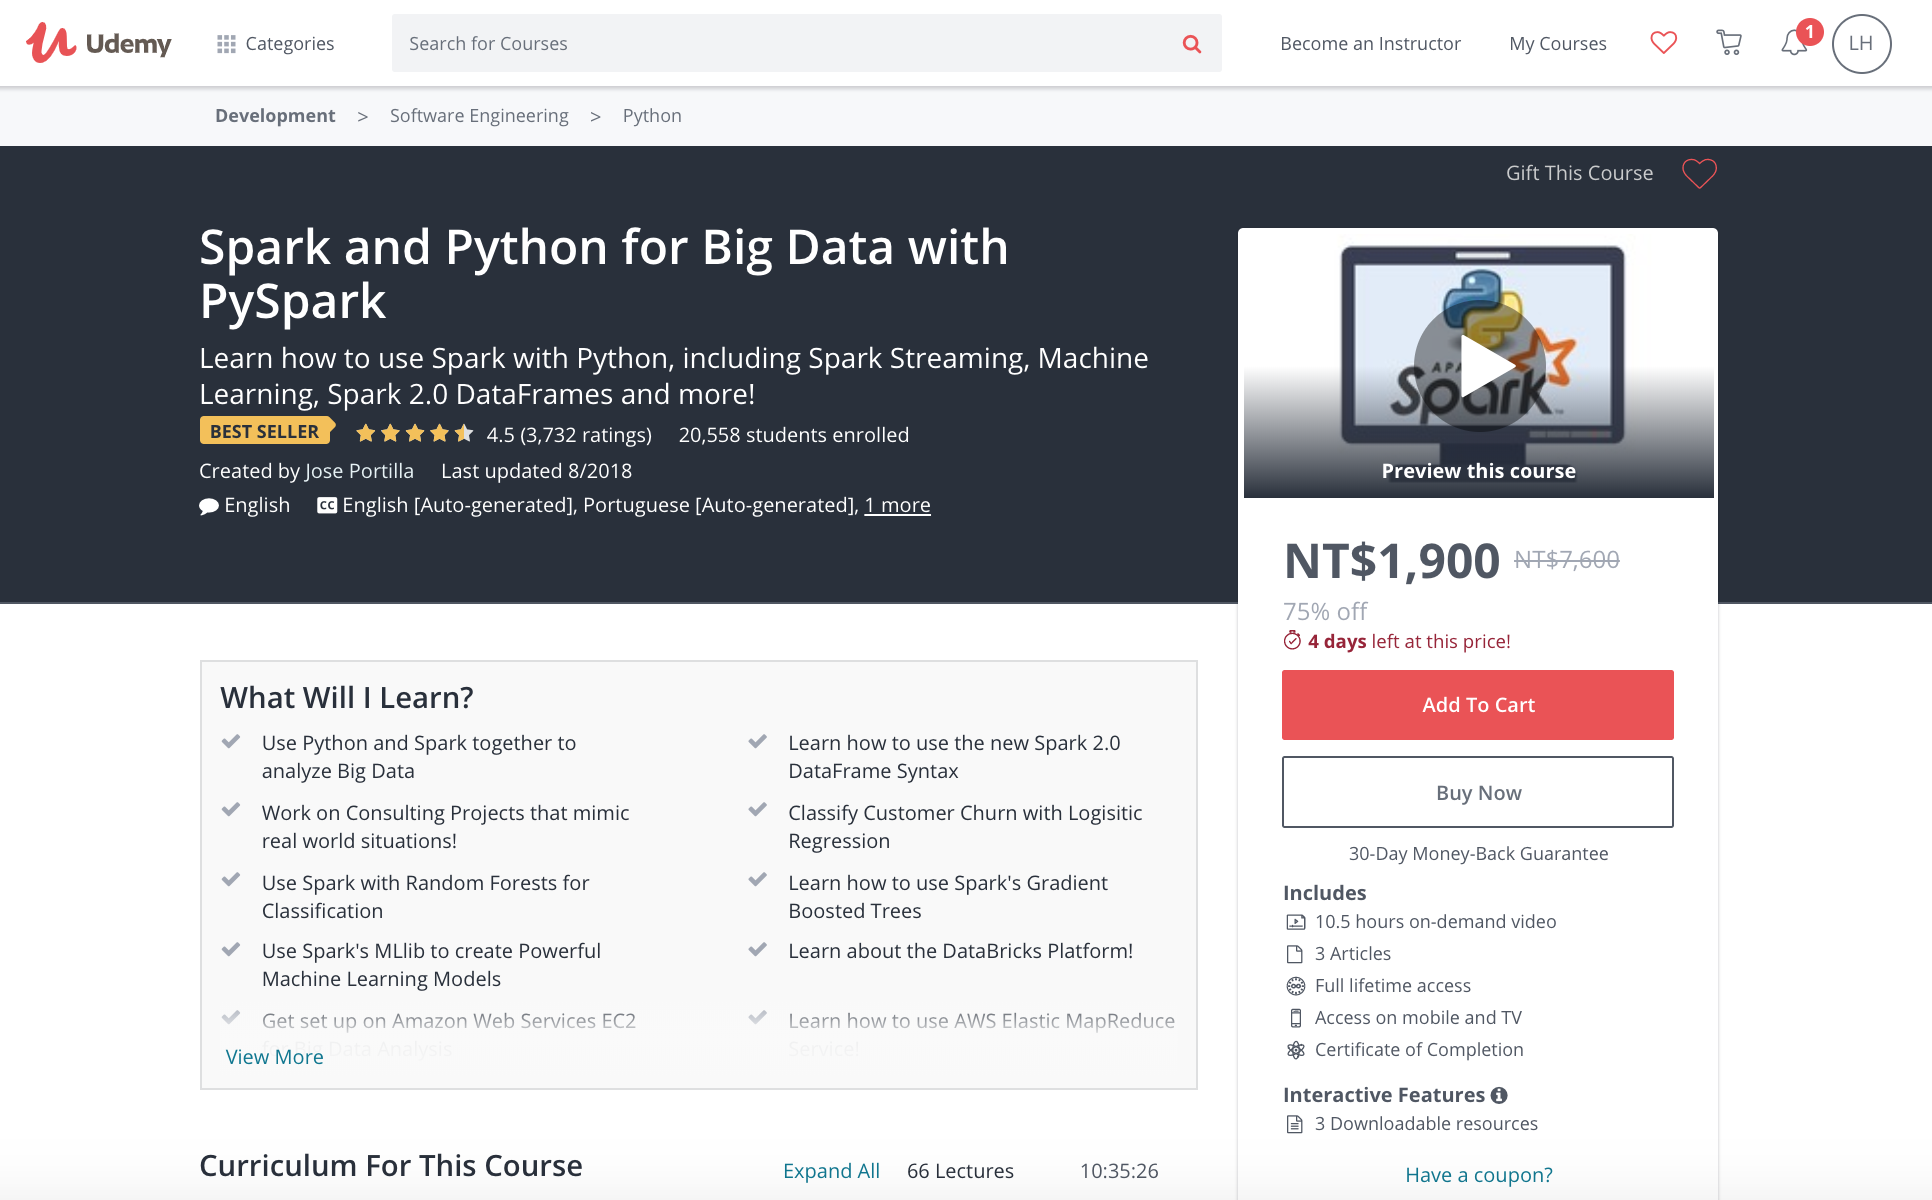 Udemy
Categories
Search for Courses
Become an Instructor
My Courses
1
LH
Development > Software Engineering > Python
Gift This Course
Spark and Python for Big Data with
PySpark
Learn how to use Spark with Python, including Spark Streaming, Machine
Learning, Spark 2.0 DataFrames and more!
BEST SELLER 4.5 (3,732 ratings) 20,558 students enrolled
Created by Jose Portilla Last updated 8/2018
English CC English [Auto-generated], Portuguese [Auto-generated], 1 more
APA
Spark
Preview this course
NT$1,900 NT$7,600
75% off
4 days left at this price!
Add To Cart
Buy Now
30-Day Money-Back Guarantee
Includes
10.5 hours on-demand video
3 Articles
Full lifetime access
Access on mobile and TV
Certificate of Completion
Interactive Features
3 Downloadable resources
Have a coupon?
What Will I Learn?
Use Python and Spark together to
analyze Big Data
Work on Consulting Projects that mimic
real world situations!
Use Spark with Random Forests for
Classification
Use Spark's MLlib to create Powerful
Machine Learning Models
Get set up on Amazon Web Services EC2
for Big Data Analysis
Learn how to use the new Spark 2.0
DataFrame Syntax
Classify Customer Churn with Logisitic
Regression
Learn how to use Spark's Gradient
Boosted Trees
Learn about the DataBricks Platform!
Learn how to use AWS Elastic MapReduce
Service!
View More
Curriculum For This Course
Expand All 66 Lectures 10:35:26